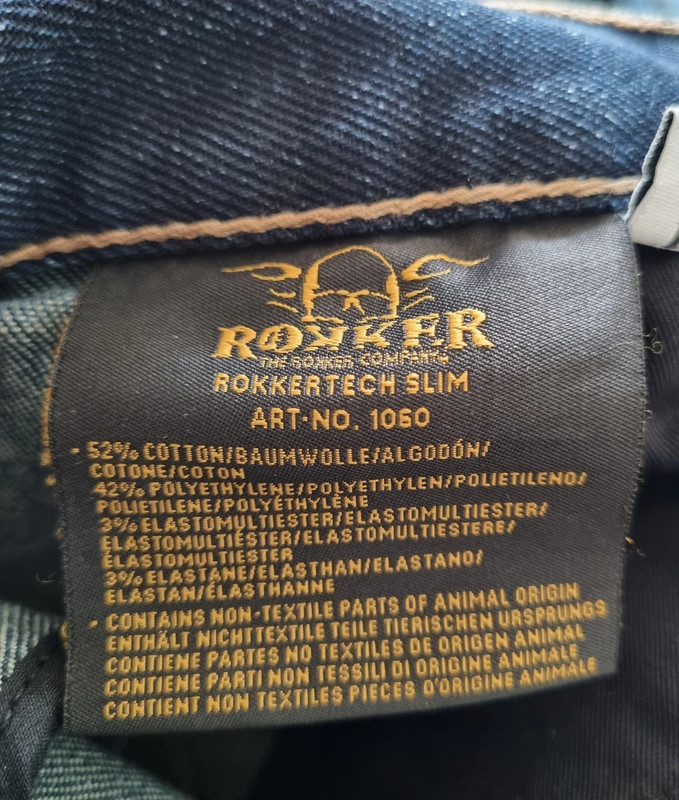 ROKKER
THE ROKKER COMPANY
ROKKERTECH SLIM
ART-NO. 1060
• 52% COTTON/BAUMWOLLE/ALGODÓN/
COTONE/COTON
42% POLYETHYLENE/POLYETHYLEN/POLIETILENO/
POLIETILENE/POLYÉTHYLÈNE
3% ELASTOMULTIESTER/ELASTOMULTIESTER/
ELASTOMULTIÉSTER/ELASTOMULTIESTERE/
ÉLASTOMULTIESTER
3% ELASTANE/ELASTHAN/ELASTANO/
ELASTAN/ÉLASTHANNE
• CONTAINS NON-TEXTILE PARTS OF ANIMAL ORIGIN
ENTHÄLT NICHTTEXTILE TEILE TIERISCHEN URSPRUNGS
CONTIENE PARTES NO TEXTILES DE ORIGEN ANIMAL
CONTIENE PARTI NON TESSILI DI ORIGINE ANIMALE
CONTIENT NON TEXTILES PIECES D'ORIGINE ANIMALE